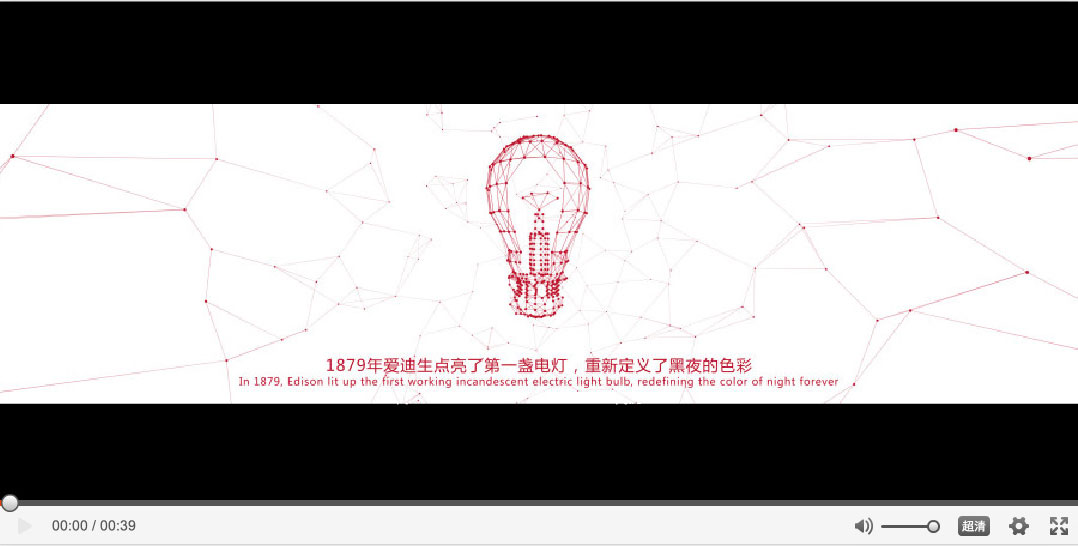 1879年爱迪生点亮了第一盏电灯，重新定义了黑夜的色彩
In 1879, Edison lit up the first working incandescent electric light bulb, redefining the color of night forever
00:00 / 00:39
超清